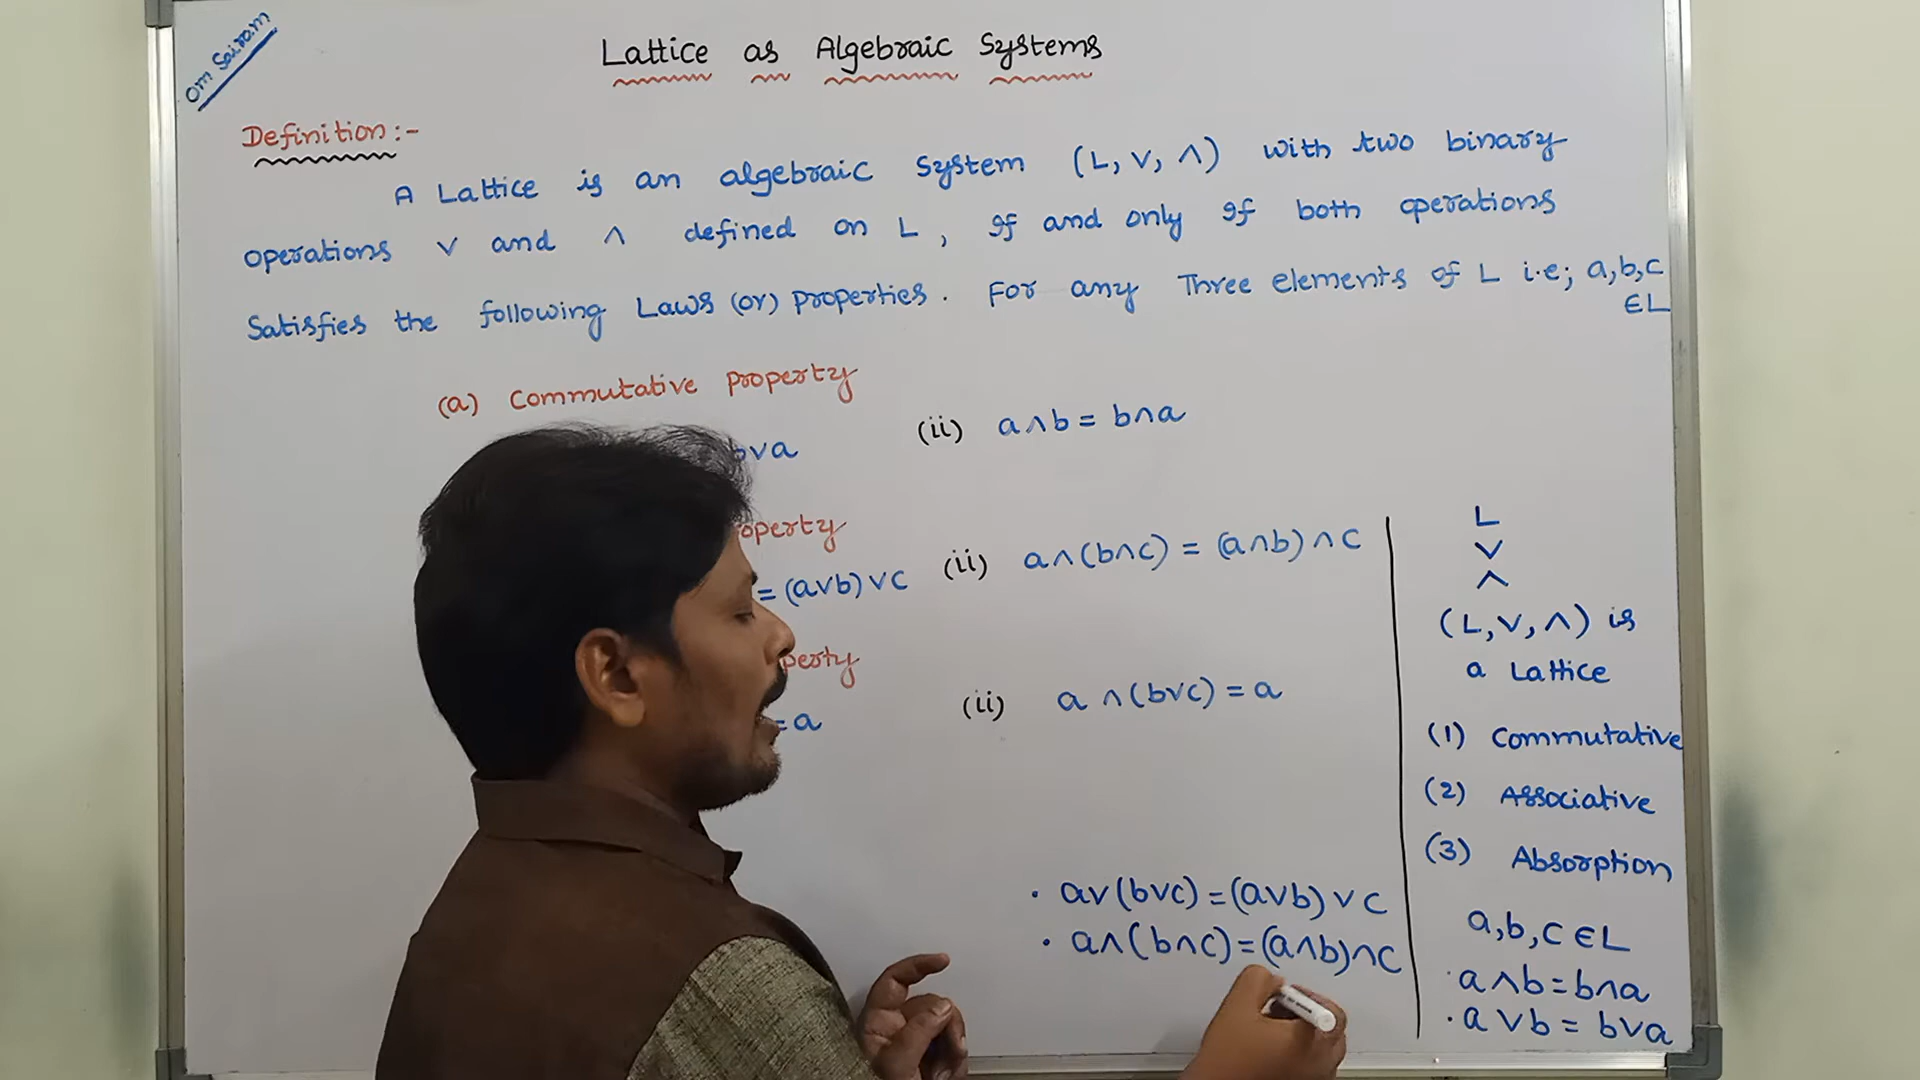 Om Sairam
Lattice as Algebraic Systems
Definition:-
A Lattice is an algebraic system (L, ∨, ∧) with two binary
operations ∨ and ∧ defined on L, If and only If both operations
Satisfies the following Laws (or) properties. For any Three elements of L i.e; a,b,c
∈L
(a) Commutative property
b∨a (ii) a∧b = b∧a
operty
= (a∨b)∨c (ii) a∧(b∧c) = (a∧b)∧c
perty
= a (ii) a∧(b∨c) = a
• a∨(b∨c) = (a∨b)∨c
• a∧(b∧c) = (a∧b)∧c
L
∨
∧
(L, ∨, ∧) is
a Lattice
(1) Commutative
(2) Associative
(3) Absorption
a,b,c ∈L
• a∧b = b∧a
• a∨b = b∨a